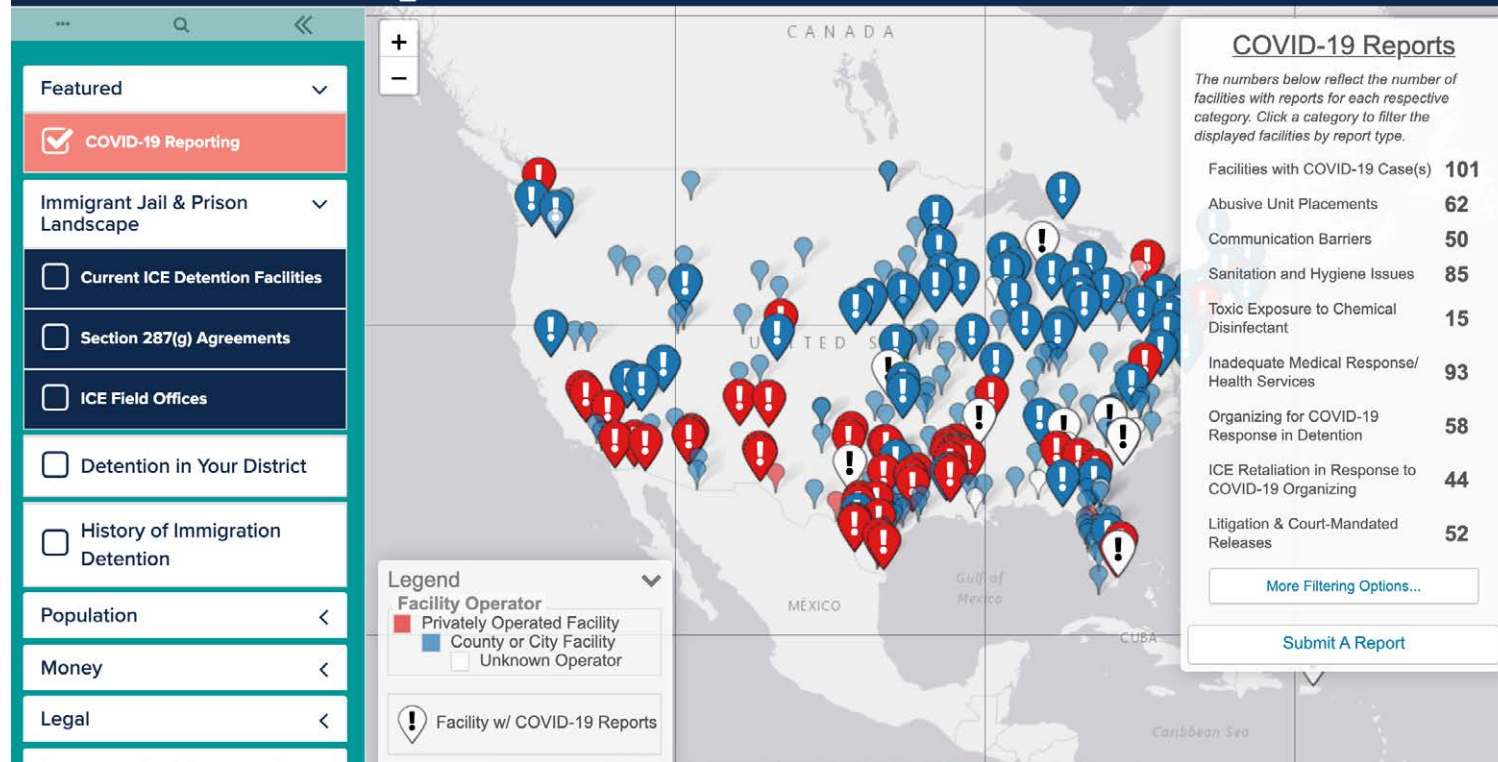 Featured
COVID-19 Reporting
Immigrant Jail & Prison
Landscape
Current ICE Detention Facilities
Section 287(g) Agreements
ICE Field Offices
Detention in Your District
History of Immigration
Detention
Population
Money
Legal
+
−
CANADA
UNITED STATES
MÉXICO
Gulf of
Mexico
CUBA
Caribbean Sea
Legend
Facility Operator
Privately Operated Facility
County or City Facility
Unknown Operator
Facility w/ COVID-19 Reports
COVID-19 Reports
The numbers below reflect the number of
facilities with reports for each respective
category. Click a category to filter the
displayed facilities by report type.
Facilities with COVID-19 Case(s) 101
Abusive Unit Placements 62
Communication Barriers 50
Sanitation and Hygiene Issues 85
Toxic Exposure to Chemical
Disinfectant 15
Inadequate Medical Response/
Health Services 93
Organizing for COVID-19
Response in Detention 58
ICE Retaliation in Response to
COVID-19 Organizing 44
Litigation & Court-Mandated
Releases 52
More Filtering Options...
Submit A Report